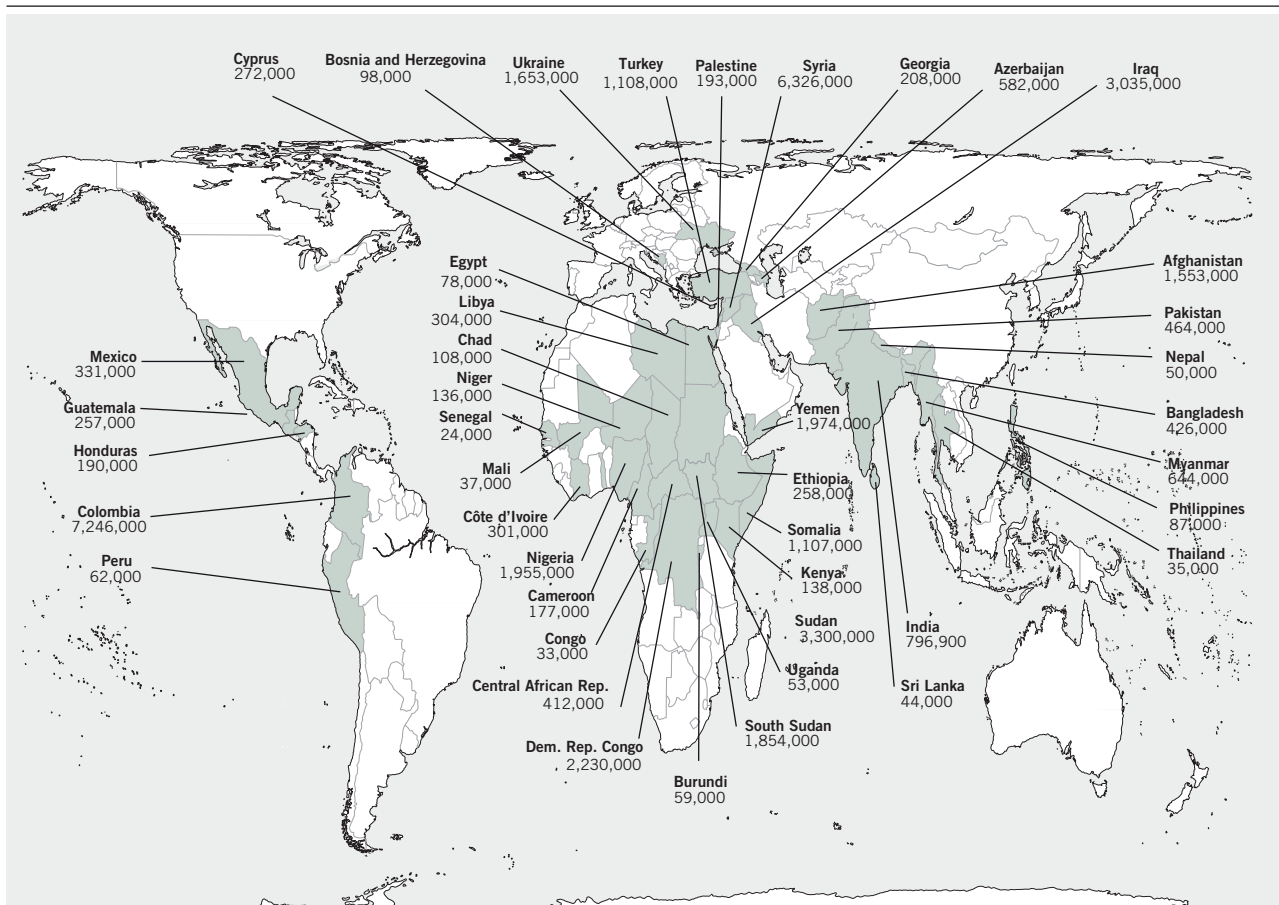 Cyprus
272,000
Bosnia and Herzegovina
98,000
Ukraine
1,653,000
Turkey
1,108,000
Palestine
193,000
Syria
6,326,000
Georgia
208,000
Azerbaijan
582,000
Iraq
3,035,000
Egypt
78,000
Libya
304,000
Chad
108,000
Niger
136,000
Senegal
24,000
Mali
37,000
Côte d'Ivoire
301,000
Nigeria
1,955,000
Cameroon
177,000
Congo
33,000
Central African Rep.
412,000
Dem. Rep. Congo
2,230,000
Burundi
59,000
Mexico
331,000
Guatemala
257,000
Honduras
190,000
Colombia
7,246,000
Peru
62,000
Yemen
1,974,000
Ethiopia
258,000
Somalia
1,107,000
Kenya
138,000
Sudan
3,300,000
Uganda
53,000
South Sudan
1,854,000
Afghanistan
1,553,000
Pakistan
464,000
Nepal
50,000
Bangladesh
426,000
Myanmar
644,000
Philippines
87,000
Thailand
35,000
India
796,900
Sri Lanka
44,000